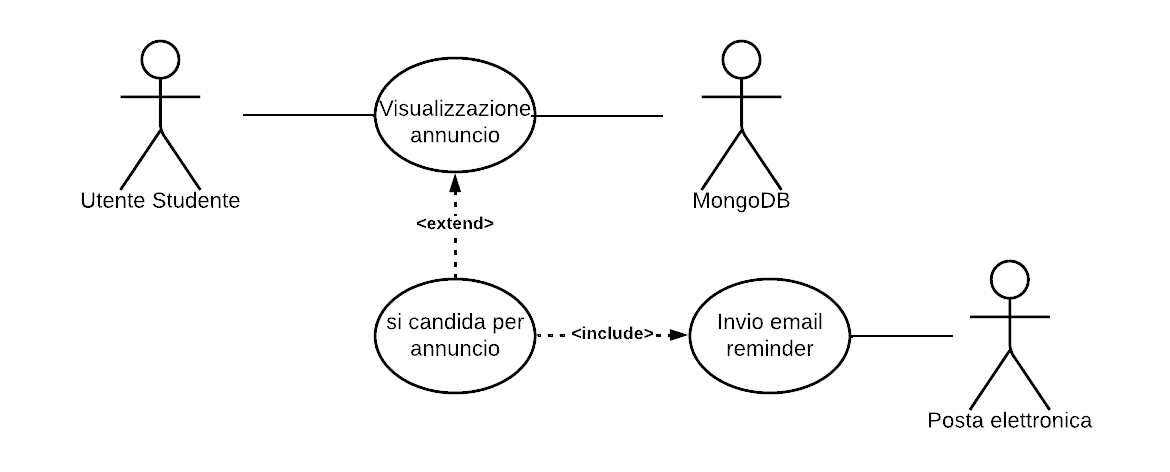 Visualizzazione
annuncio
Utente Studente
MongoDB
<extend>
si candida per
annuncio
<include>
Invio email
reminder
Posta elettronica